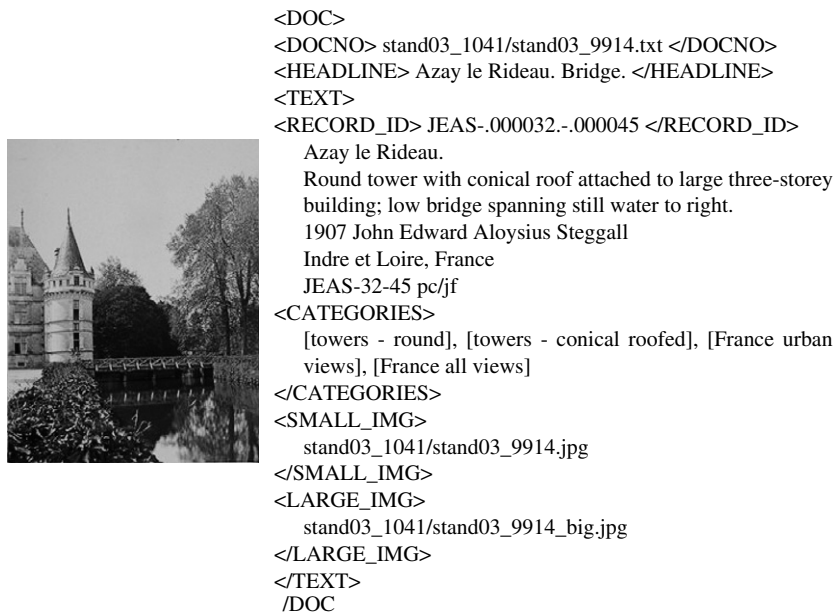 <DOC>
<DOCNO> stand03_1041/stand03_9914.txt </DOCNO>
<HEADLINE> Azay le Rideau. Bridge. </HEADLINE>
<TEXT>
<RECORD_ID> JEAS-.000032.-.000045 </RECORD_ID>
Azay le Rideau.
Round tower with conical roof attached to large three-storey
building; low bridge spanning still water to right.
1907 John Edward Aloysius Steggall
Indre et Loire, France
JEAS-32-45 pc/jf
<CATEGORIES>
[towers - round], [towers - conical roofed], [France urban
views], [France all views]
</CATEGORIES>
<SMALL_IMG>
stand03_1041/stand03_9914.jpg
</SMALL_IMG>
<LARGE_IMG>
stand03_1041/stand03_9914_big.jpg
</LARGE_IMG>
</TEXT>
/DOC